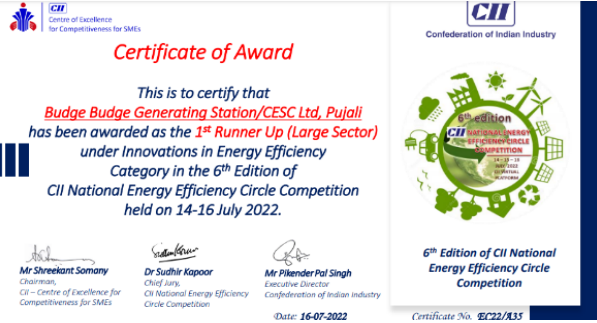 CII
Centre of Excellence
for Competitiveness for SMEs
Certificate of Award
This is to certify that
Budge Budge Generating Station/CESC Ltd, Pujali
has been awarded as the 1st Runner Up (Large Sector)
under Innovations in Energy Efficiency
Category in the 6th Edition of
CII National Energy Efficiency Circle Competition
held on 14-16 July 2022.
Mr Shreekant Somany
Chairman,
CII – Centre of Excellence for
Competitiveness for SMEs
Dr Sudhir Kapoor
Chief Jury,
CII National Energy Efficiency
Circle Competition
Mr Pikender Pal Singh
Executive Director
Confederation of Indian Industry
Date: 16-07-2022
CII
Confederation of Indian Industry
6th edition
CII NATIONAL ENERGY
EFFICIENCY CIRCLE
COMPETITION
14 - 15 - 16
2022
PLATFORM
6th Edition of CII National
Energy Efficiency Circle
Competition
Certificate No. EC22/A35